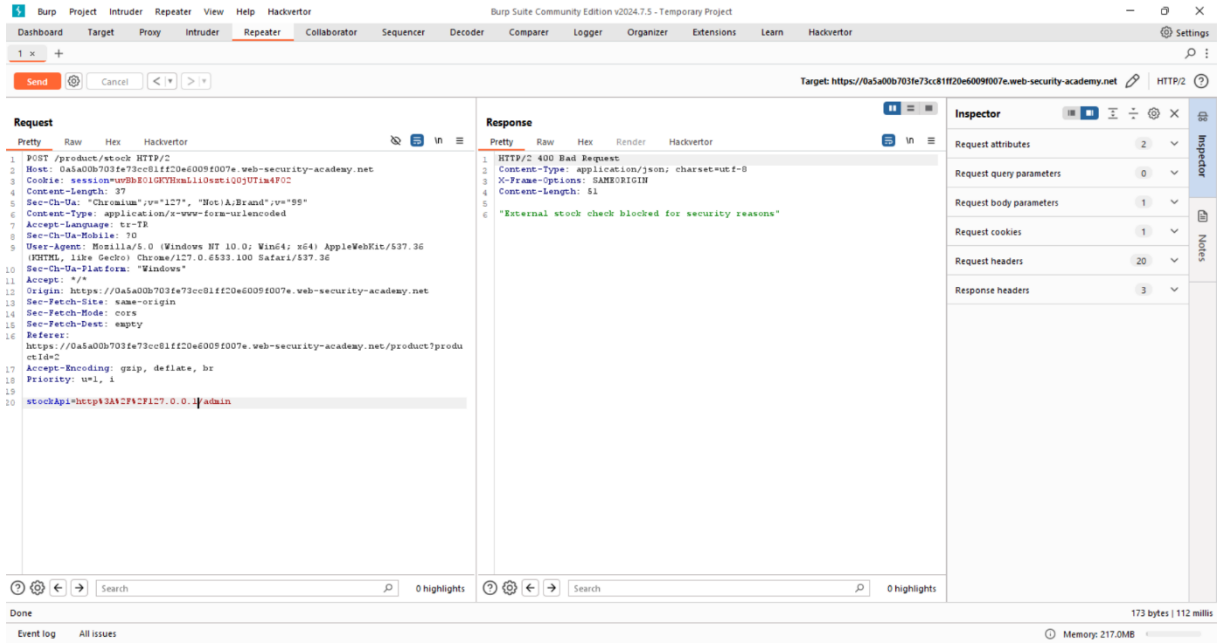 Burp Project Intruder Repeater View Help Hackvertor
Burp Suite Community Edition v2024.7.5 - Temporary Project
Dashboard Target Proxy Intruder Repeater Collaborator Sequencer Decoder Comparer Logger Organizer Extensions Learn Hackvertor Settings
1 × +
Send Cancel < > Target: https://0a5a00b703fe73cc81ff20e6009f007e.web-security-academy.net HTTP/2
Request
Pretty Raw Hex Hackvertor \n
1 POST /product/stock HTTP/2
2 Host: 0a5a00b703fe73cc81ff20e6009f007e.web-security-academy.net
3 Cookie:
4 Content-Length: 37
5 Sec-Ch-Ua: "Chromium";v="127", "Not)A;Brand";v="99"
6 Content-Type: application/x-www-form-urlencoded
7 Accept-Language: tr-TR
8 Sec-Ch-Ua-Mobile: ?0
9 User-Agent: Mozilla/5.0 (Windows NT 10.0; Win64; x64) AppleWebKit/537.36
(KHTML, like Gecko) Chrome/127.0.6533.100 Safari/537.36
10 Sec-Ch-Ua-Platform: "Windows"
11 Accept: */*
12 Origin: https://0a5a00b703fe73cc81ff20e6009f007e.web-security-academy.net
13 Sec-Fetch-Site: same-origin
14 Sec-Fetch-Mode: cors
15 Sec-Fetch-Dest: empty
16 Referer:
https://0a5a00b703fe73cc81ff20e6009f007e.web-security-academy.net/product?produ
ctId=2
17 Accept-Encoding: gzip, deflate, br
18 Priority: u=1, i
19
20 stockApi=http%3A%2F%2F127.0.0.1/admin
Search 0 highlights
Response
Pretty Raw Hex Render Hackvertor \n
1 HTTP/2 400 Bad Request
2 Content-Type: application/json; charset=utf-8
3 X-Frame-Options: SAMEORIGIN
4 Content-Length: 51
5
6 "External stock check blocked for security reasons"
Search 0 highlights
Inspector
Request attributes 2
Request query parameters 0
Request body parameters 1
Request cookies 1
Request headers 20
Response headers 3
Inspector
Notes
Done
173 bytes | 112 millis
Event log All issues
Memory: 217.0MB